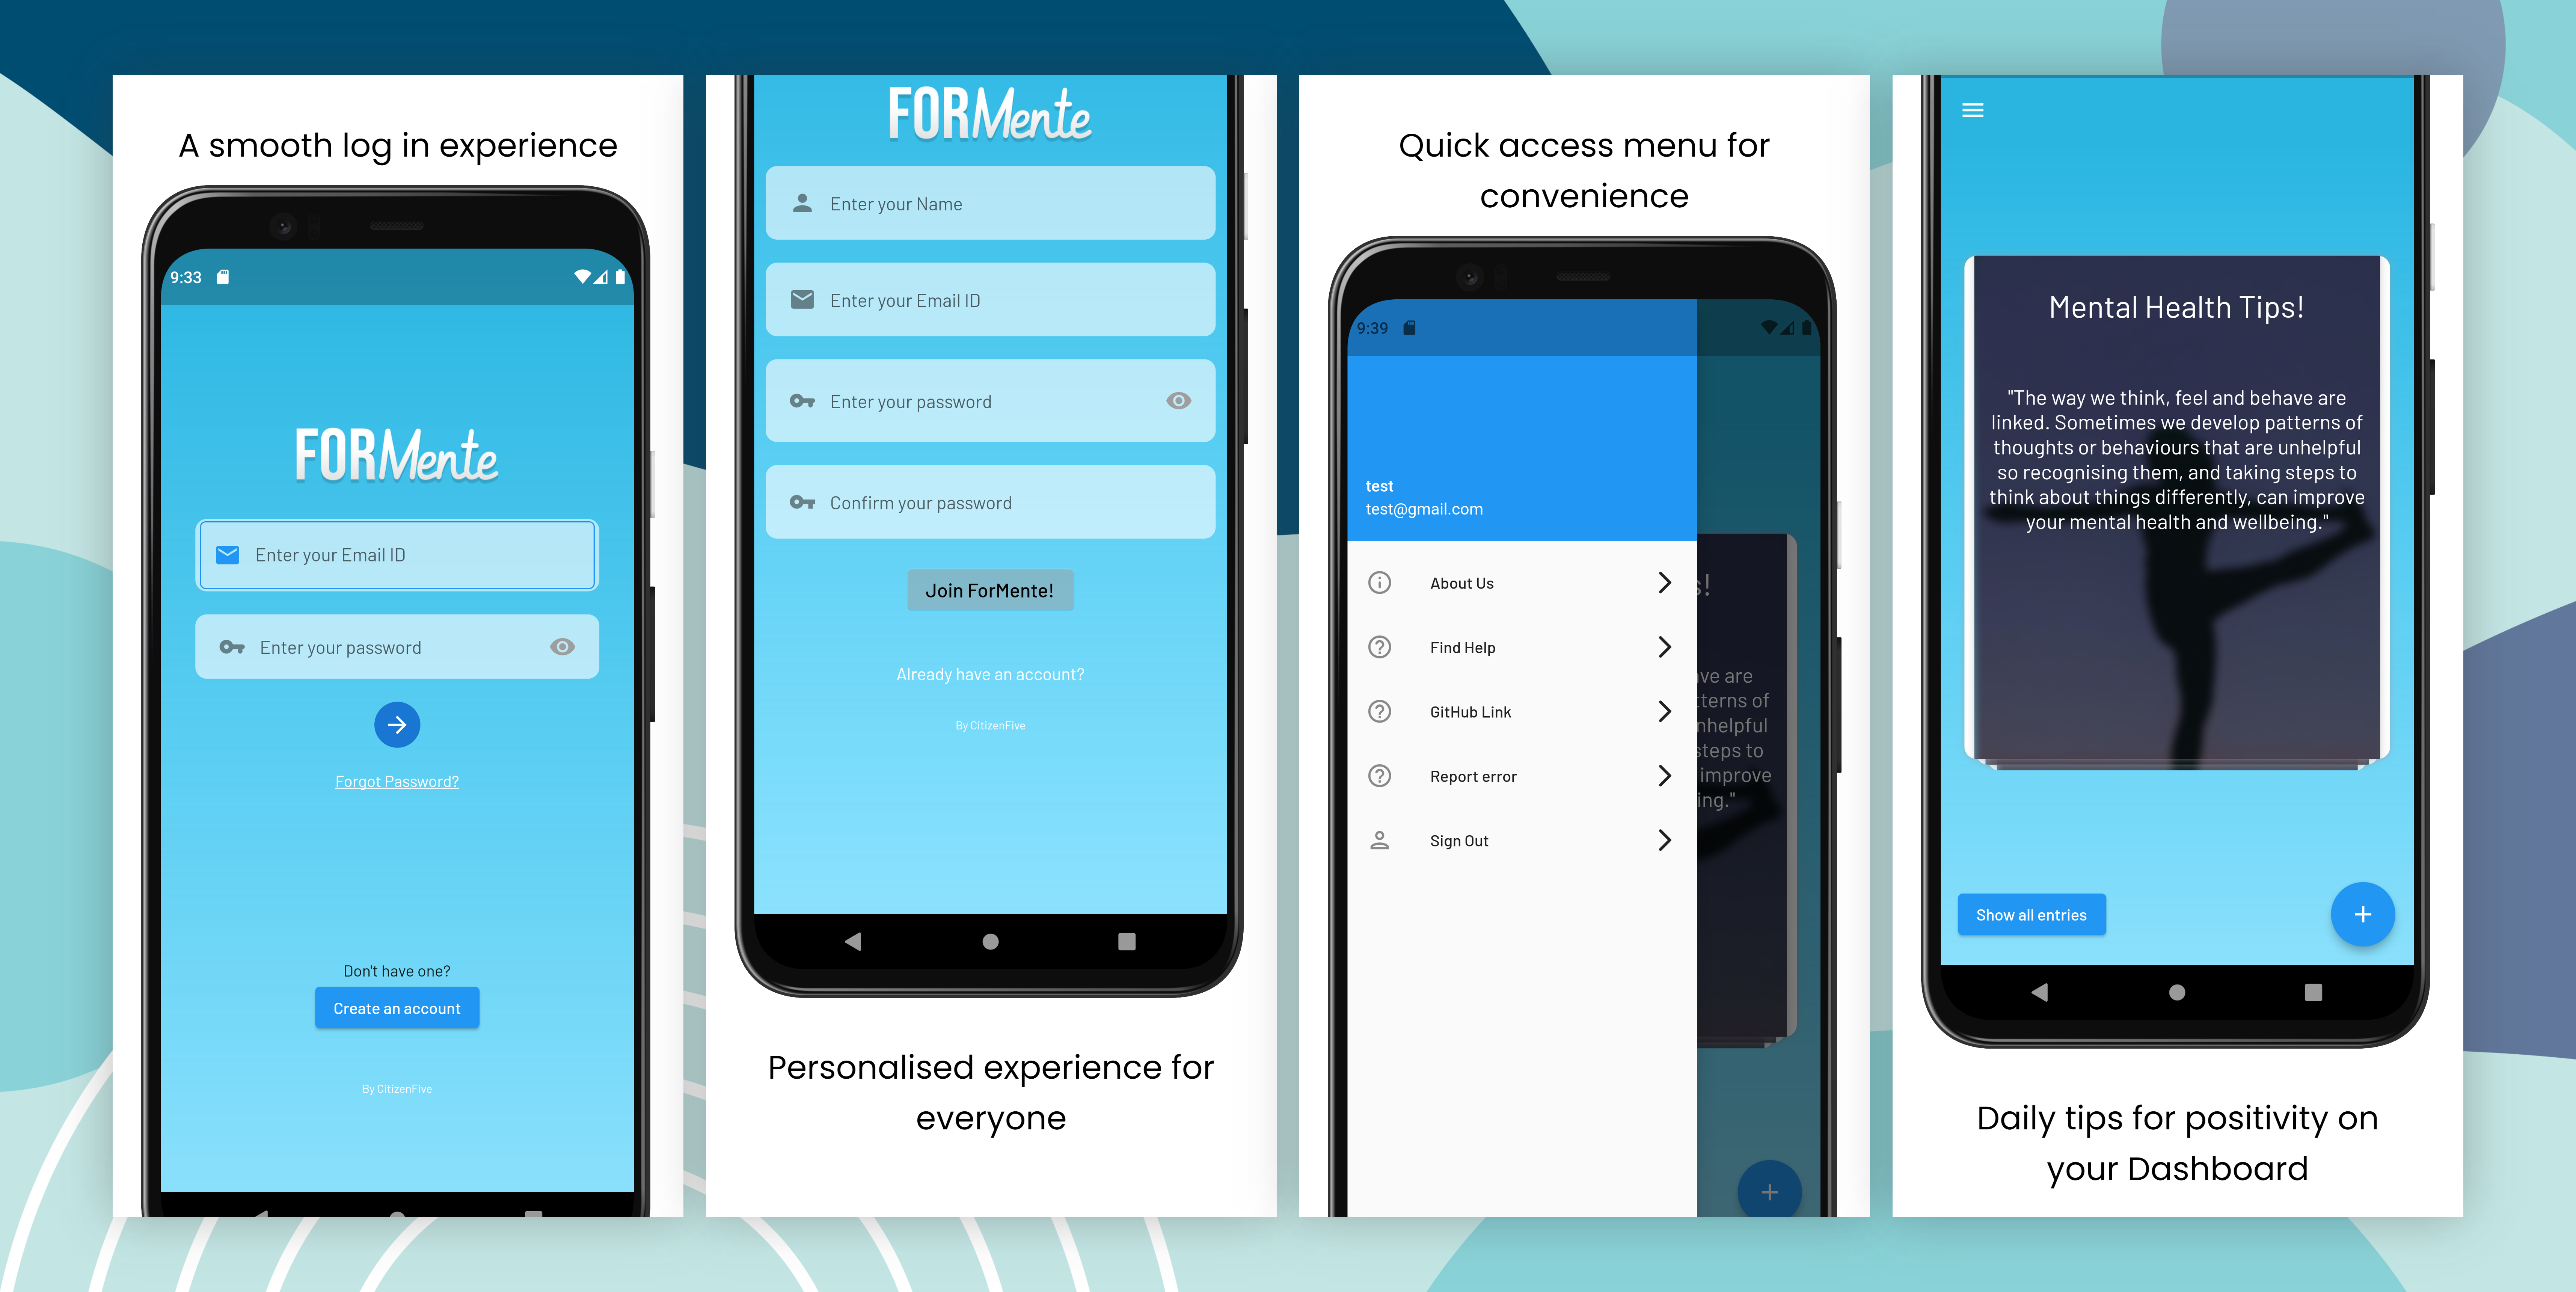 A smooth log in experience
9:33
FORMente
Enter your Email ID
Enter your password
Forgot Password?
Don't have one?
Create an account
By CitizenFive
FORMente
Enter your Name
Enter your Email ID
Enter your password
Confirm your password
Join ForMente!
Already have an account?
By CitizenFive
Personalised experience for
everyone
Quick access menu for
convenience
9:39
test
test@gmail.com
About Us
Find Help
GitHub Link
Report error
Sign Out
s!
ve are
tterns of
nhelpful
steps to
improve
ing."
Mental Health Tips!
"The way we think, feel and behave are
linked. Sometimes we develop patterns of
thoughts or behaviours that are unhelpful
so recognising them, and taking steps to
think about things differently, can improve
your mental health and wellbeing."
Show all entries
Daily tips for positivity on
your Dashboard